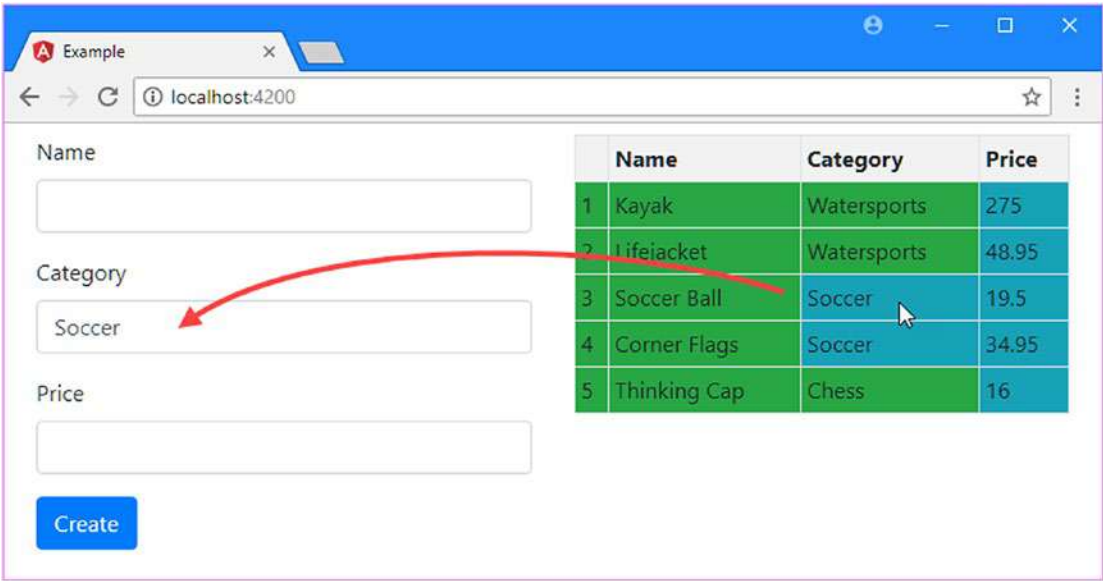 Example
localhost:4200
Name
Category
Soccer
Price
Create
Name Category Price
1 Kayak Watersports 275
2 Lifejacket Watersports 48.95
3 Soccer Ball Soccer 19.5
4 Corner Flags Soccer 34.95
5 Thinking Cap Chess 16